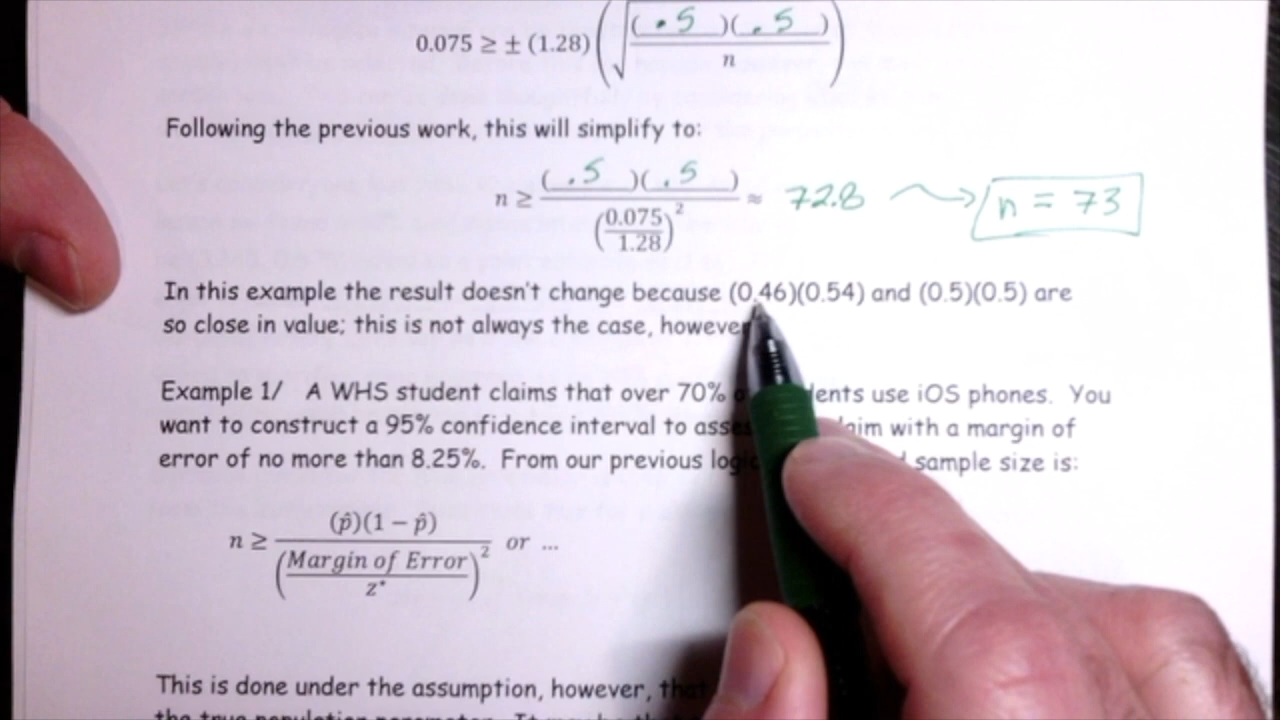 0.075 ≥ ± (1.28)(√((.5)(.5)/n))
Following the previous work, this will simplify to:
n ≥ (.5)(.5)/(0.075/1.28)² ≈ 72.8 → n = 73
In this example the result doesn't change because (0.46)(0.54) and (0.5)(0.5) are
so close in value; this is not always the case, however
Example 1/ A WHS student claims that over 70% use iOS phones. You
want to construct a 95% confidence interval to with a margin of
error of no more than 8.25%. From our previous sample size is:
n ≥ (p̂)(1 − p̂)/(Margin of Error/z*)² or ...
This is done under the assumption, however,
the true population parameter.